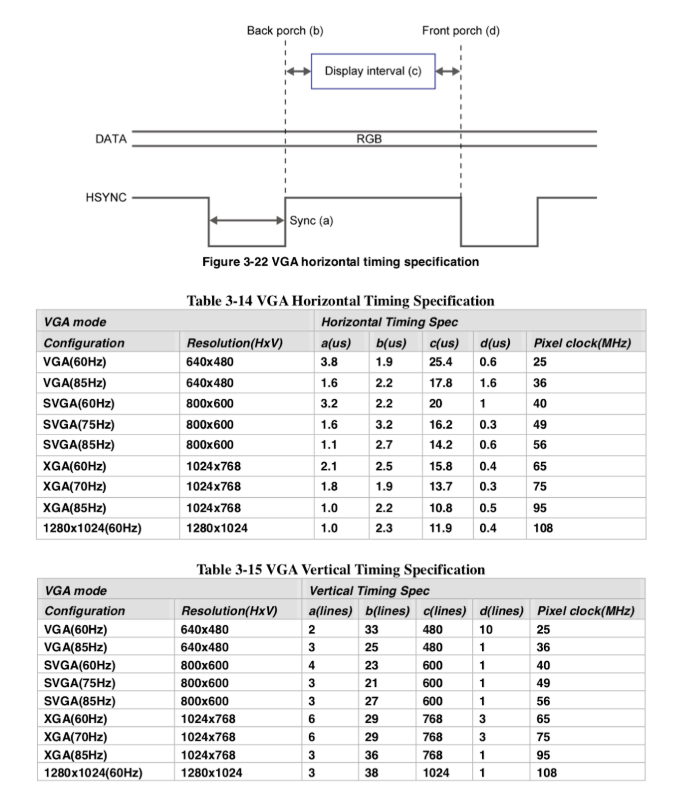 Back porch (b) Front porch (d)
Display interval (c)
DATA RGB
HSYNC
Sync (a)
Figure 3-22 VGA horizontal timing specification
Table 3-14 VGA Horizontal Timing Specification
VGA mode Horizontal Timing Spec
Configuration Resolution(HxV) a(us) b(us) c(us) d(us) Pixel clock(MHz)
VGA(60Hz) 640x480 3.8 1.9 25.4 0.6 25
VGA(85Hz) 640x480 1.6 2.2 17.8 1.6 36
SVGA(60Hz) 800x600 3.2 2.2 20 1 40
SVGA(75Hz) 800x600 1.6 3.2 16.2 0.3 49
SVGA(85Hz) 800x600 1.1 2.7 14.2 0.6 56
XGA(60Hz) 1024x768 2.1 2.5 15.8 0.4 65
XGA(70Hz) 1024x768 1.8 1.9 13.7 0.3 75
XGA(85Hz) 1024x768 1.0 2.2 10.8 0.5 95
1280x1024(60Hz) 1280x1024 1.0 2.3 11.9 0.4 108
Table 3-15 VGA Vertical Timing Specification
VGA mode Vertical Timing Spec
Configuration Resolution(HxV) a(lines) b(lines) c(lines) d(lines) Pixel clock(MHz)
VGA(60Hz) 640x480 2 33 480 10 25
VGA(85Hz) 640x480 3 25 480 1 36
SVGA(60Hz) 800x600 4 23 600 1 40
SVGA(75Hz) 800x600 3 21 600 1 49
SVGA(85Hz) 800x600 3 27 600 1 56
XGA(60Hz) 1024x768 6 29 768 3 65
XGA(70Hz) 1024x768 6 29 768 3 75
XGA(85Hz) 1024x768 3 36 768 1 95
1280x1024(60Hz) 1280x1024 3 38 1024 1 108